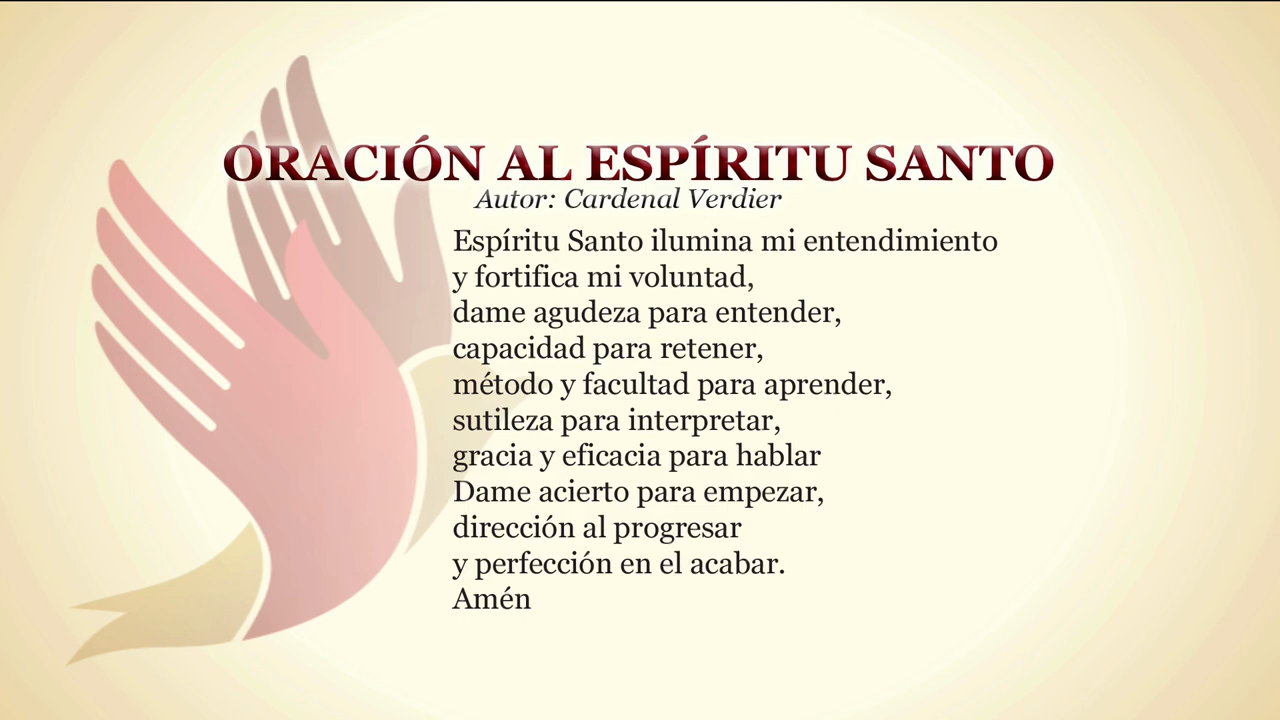 ORACIÓN AL ESPÍRITU SANTO
Autor: Cardenal Verdier
Espíritu Santo ilumina mi entendimiento
y fortifica mi voluntad,
dame agudeza para entender,
capacidad para retener,
método y facultad para aprender,
sutileza para interpretar,
gracia y eficacia para hablar
Dame acierto para empezar,
dirección al progresar
y perfección en el acabar.
Amén